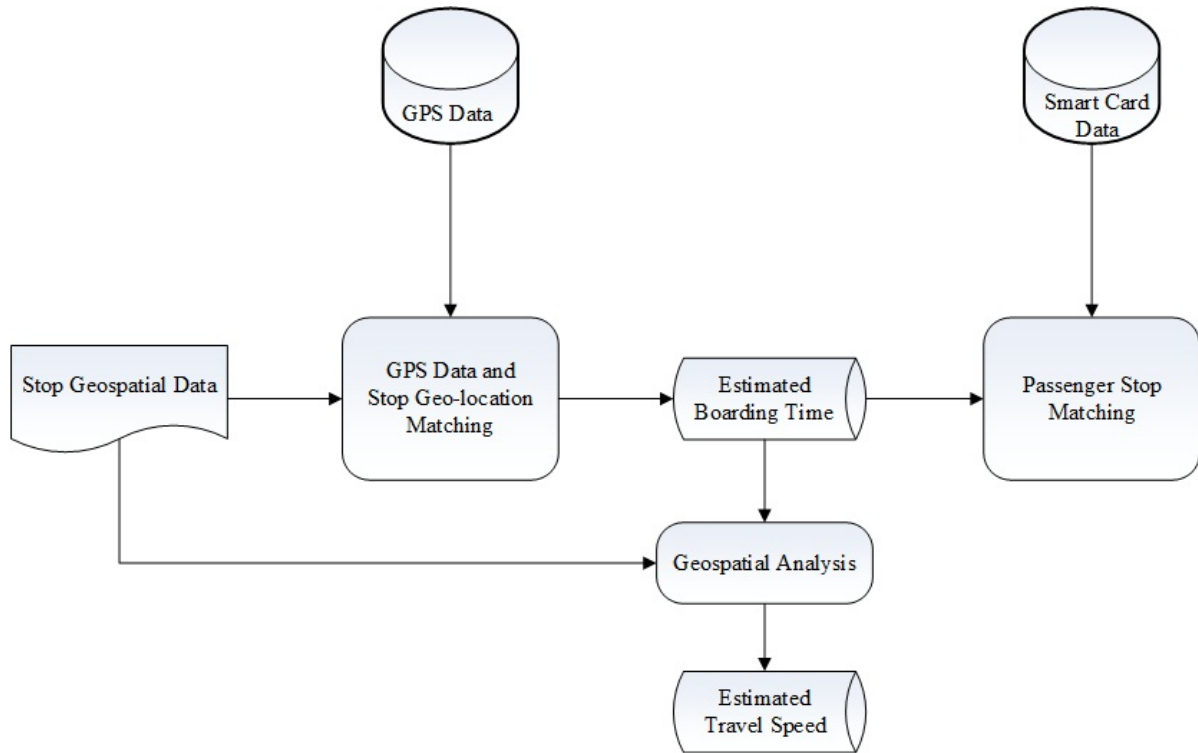 GPS Data
Smart Card
Data
Stop Geospatial Data
GPS Data and
Stop Geo-location
Matching
Estimated
Boarding Time
Passenger Stop
Matching
Geospatial Analysis
Estimated
Travel Speed